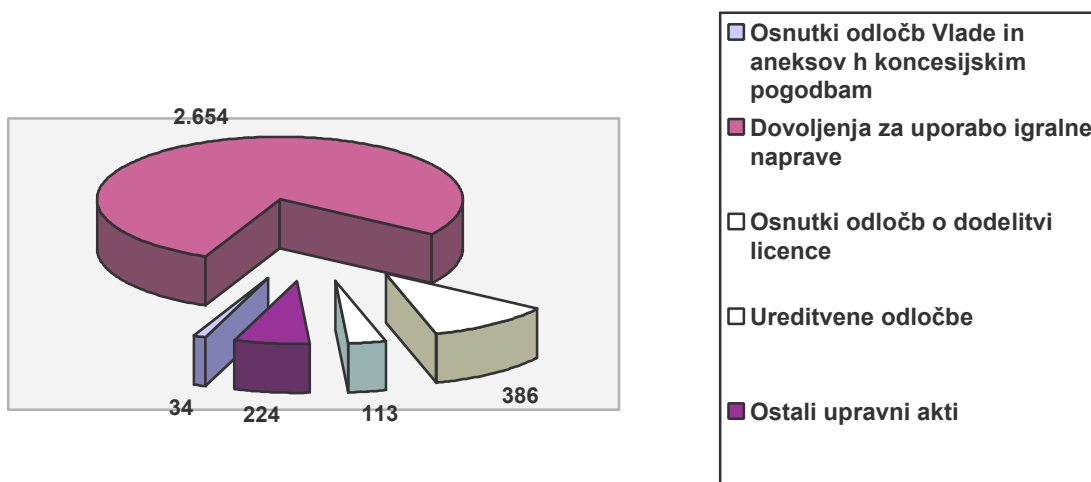 2.654
34
224
113
386
Osnutki odločb Vlade in
aneksov h koncesijskim
pogodbam
Dovoljenja za uporabo igralne
naprave
Osnutki odločb o dodelitvi
licence
Ureditvene odločbe
Ostali upravni akti